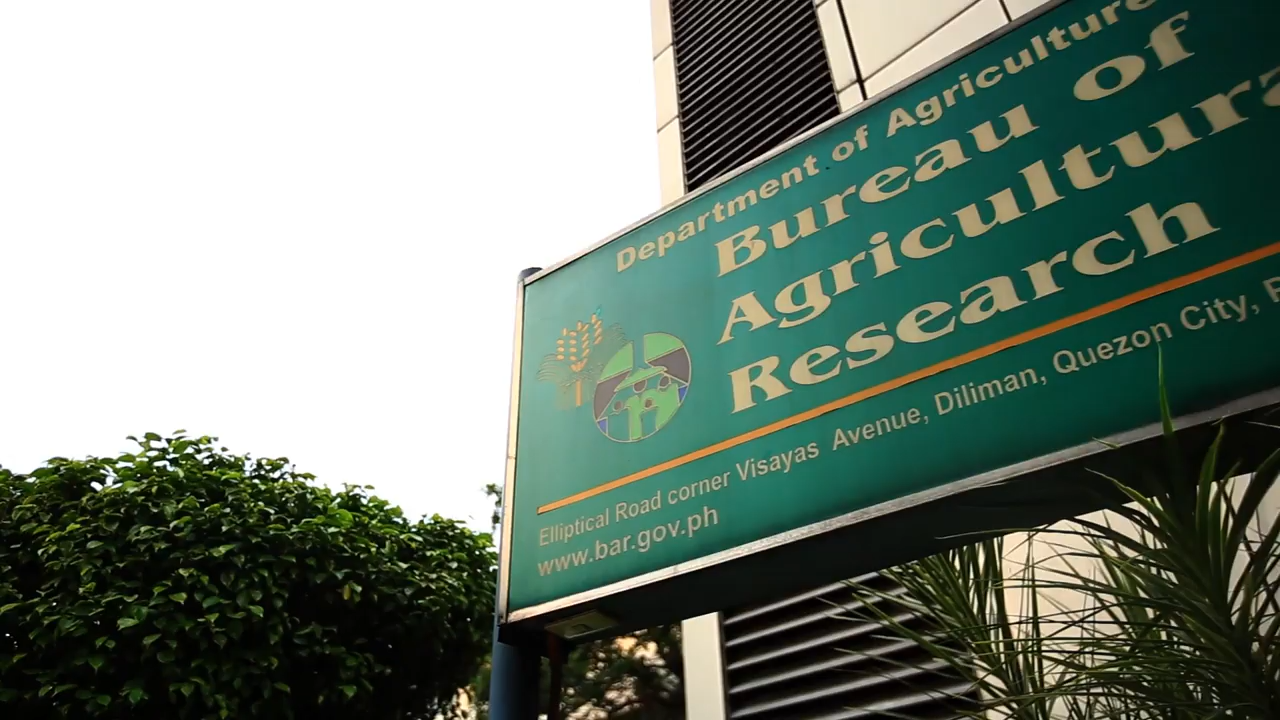 Department of Agriculture
Bureau of
Agricultura
Research
Elliptical Road corner Visayas Avenue, Diliman, Quezon City,
www.bar.gov.ph